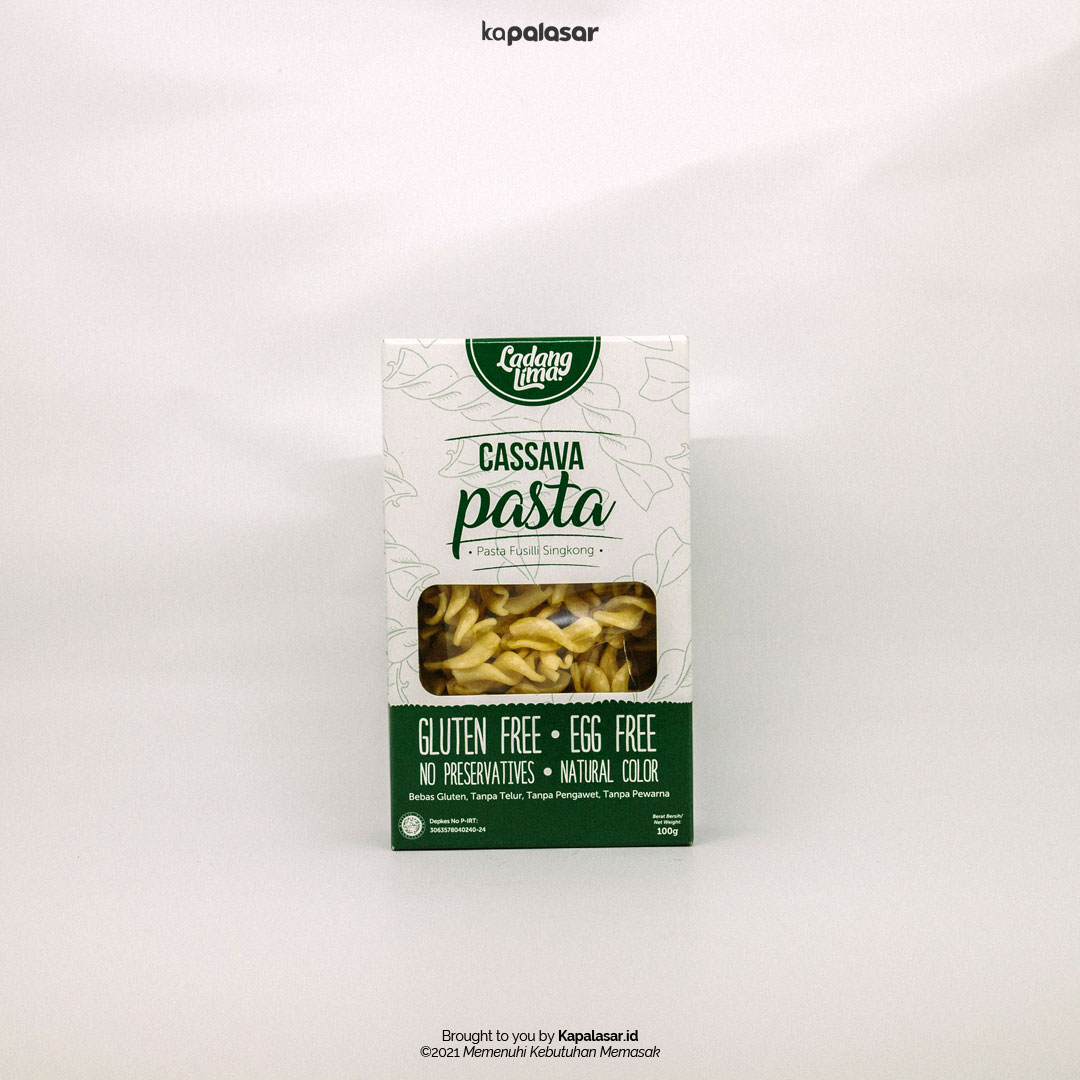 kapalasar
Ladang
Lima.
CASSAVA
pasta
• Pasta Fusilli Singkong •
GLUTEN FREE • EGG FREE
NO PRESERVATIVES • NATURAL COLOR
Bebas Gluten, Tanpa Telur, Tanpa Pengawet, Tanpa Pewarna
Depkes No P-IRT:
3063578040240-24
Berat Bersih/
Net Weight:
100g
Brought to you by Kapalasar.id
©2021 Memenuhi Kebutuhan Memasak